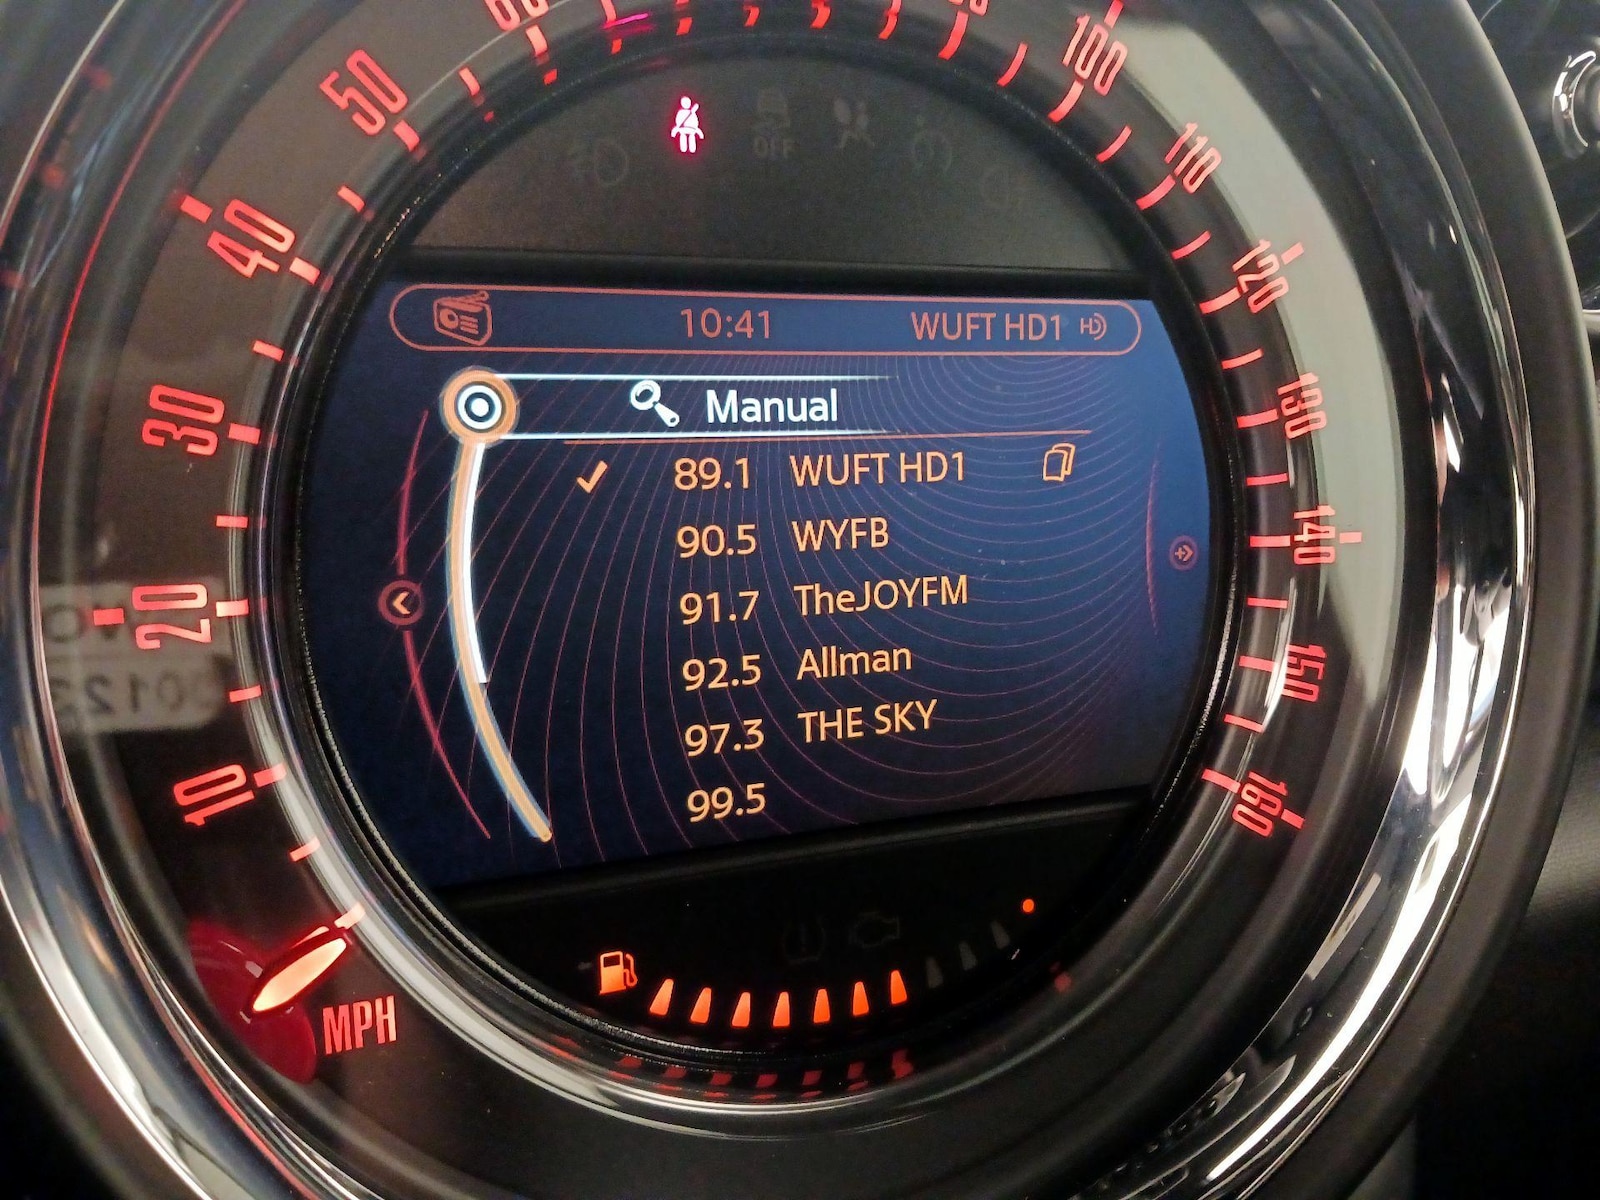 60
100
50
110
40
120
30
130
20
140
10
150
160
MPH
OFF
10:41 WUFT HD1 HD
Manual
89.1 WUFT HD1
90.5 WYFB
91.7 TheJOYFM
92.5 Allman
97.3 THE SKY
99.5